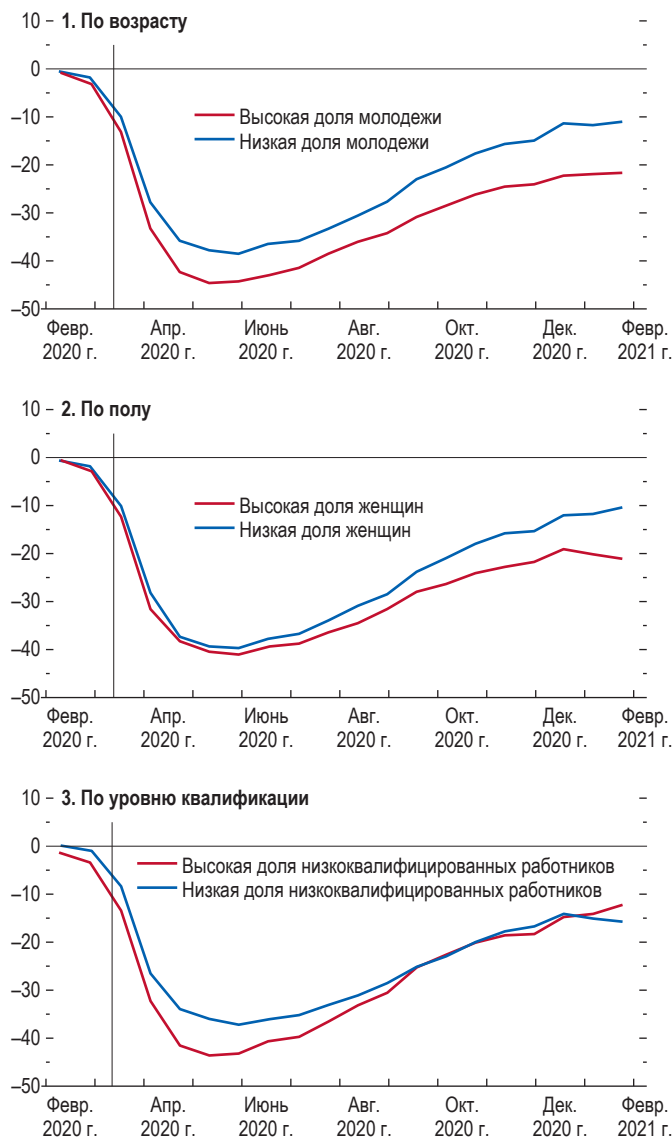 1. По возрасту
10
0
–10
–20
–30
–40
–50
Высокая доля молодежи
Низкая доля молодежи
Февр. Апр. Июнь Авг. Окт. Дек. Февр.
2020 г. 2020 г. 2020 г. 2020 г. 2020 г. 2020 г. 2021 г.
2. По полу
10
0
–10
–20
–30
–40
–50
Высокая доля женщин
Низкая доля женщин
Февр. Апр. Июнь Авг. Окт. Дек. Февр.
2020 г. 2020 г. 2020 г. 2020 г. 2020 г. 2020 г. 2021 г.
3. По уровню квалификации
10
0
–10
–20
–30
–40
–50
Высокая доля низкоквалифицированных работников
Низкая доля низкоквалифицированных работников
Февр. Апр. Июнь Авг. Окт. Дек. Февр.
2020 г. 2020 г. 2020 г. 2020 г. 2020 г. 2020 г. 2021 г.